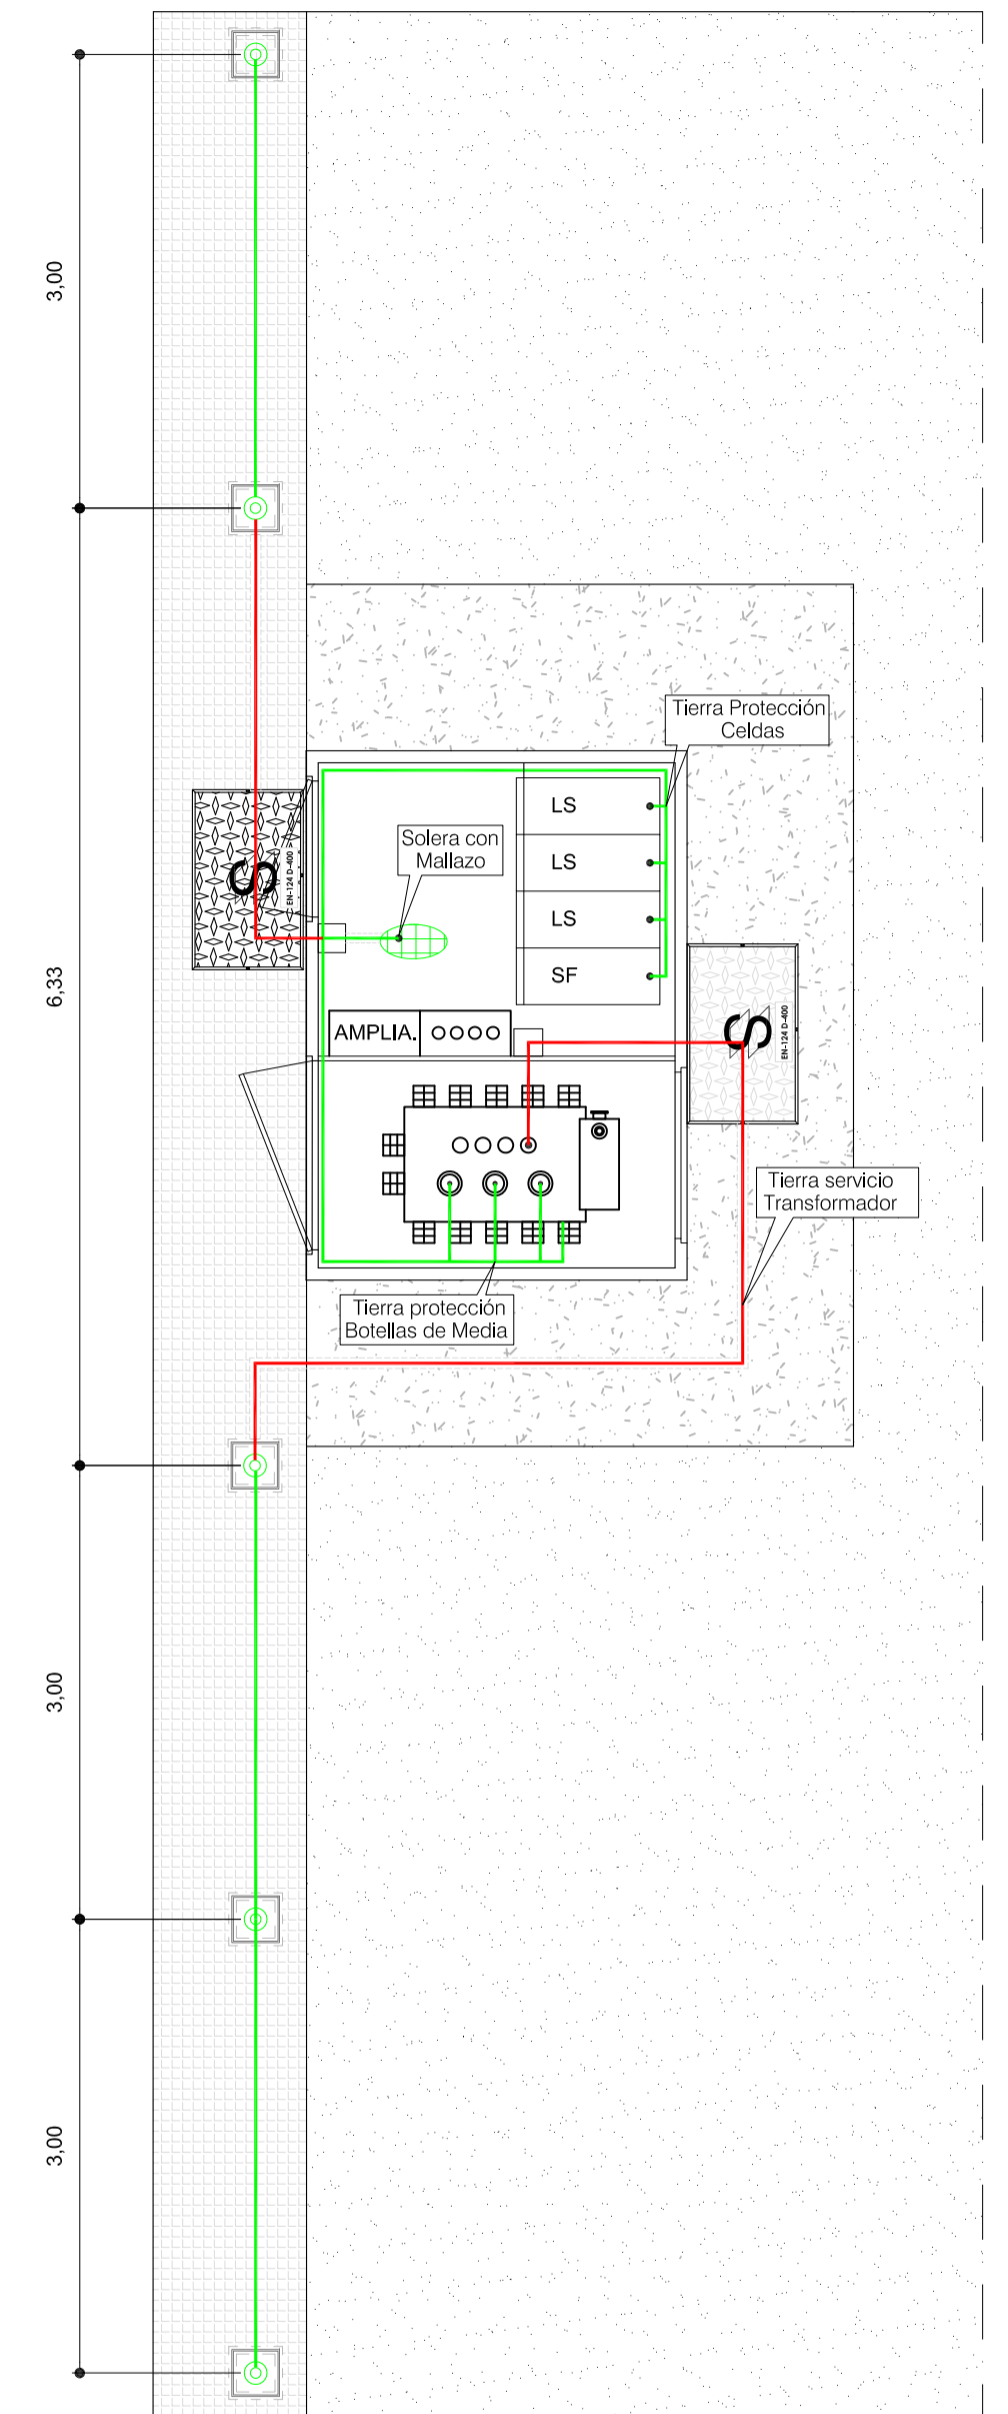 3,00
Tierra Protección
Celdas
LS
Solera con
Mallazo
LS
S
EN-124 D-400
LS
SF
6,33
AMPLIA.
S
EN-124 D-400
Tierra servicio
Transformador
Tierra protección
Botellas de Media
3,00
3,00